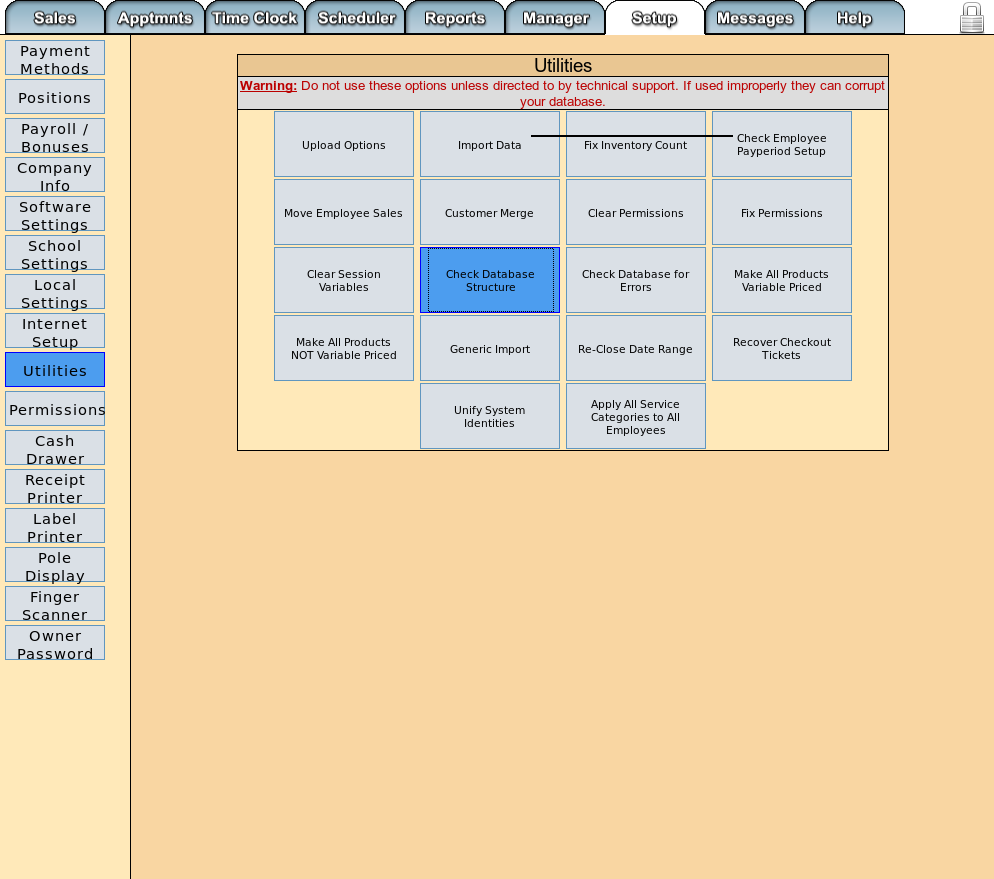 Sales
Apptmnts
Time Clock
Scheduler
Reports
Manager
Setup
Messages
Help
Payment
Methods
Positions
Payroll /
Bonuses
Company
Info
Software
Settings
School
Settings
Local
Settings
Internet
Setup
Utilities
Permissions
Cash
Drawer
Receipt
Printer
Label
Printer
Pole
Display
Finger
Scanner
Owner
Password
Utilities
Warning: Do not use these options unless directed to by technical support. If used improperly they can corrupt
your database.
Upload Options
Import Data
Fix Inventory Count
Check Employee
Payperiod Setup
Move Employee Sales
Customer Merge
Clear Permissions
Fix Permissions
Clear Session
Variables
Check Database
Structure
Check Database for
Errors
Make All Products
Variable Priced
Make All Products
NOT Variable Priced
Generic Import
Re-Close Date Range
Recover Checkout
Tickets
Unify System
Identities
Apply All Service
Categories to All
Employees